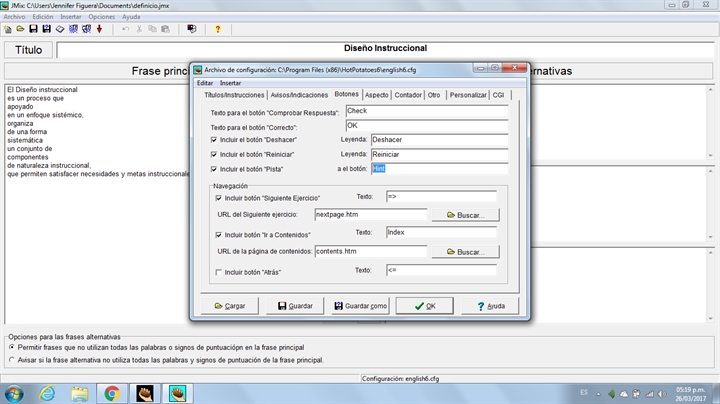 JMix: C:\Users\Jennifer Figuera\Documents\definicio.jmx
Archivo Edición Insertar Opciones Ayuda
Título
Diseño Instruccional
Frase princ
ternativas
El Diseño instruccional
es un proceso que
apoyado
en un enfoque sistémico,
organiza
de una forma
sistemática
un conjunto de
componentes
de naturaleza instruccional,
que permiten satisfacer necesidades y metas instruccionale
Archivo de configuración: C:\Program Files (x86)\HotPotatoes6\english6.cfg
Editar Insertar
Títulos/Instrucciones Avisos/Indicaciones Botones Aspecto Contador Otro Personalizar CGI
Texto para el botón "Comprobar Respuesta": Check
Texto para el botón "Correcto": OK
Incluir el botón "Deshacer" Leyenda: Deshacer
Incluir el botón "Reiniciar" Leyenda: Reiniciar
Incluir el botón "Pista" a el botón: Hint
Navegación
Incluir botón "Siguiente Ejercicio" Texto: =>
URL del Siguiente ejercicio: nextpage.htm Buscar...
Incluir botón "Ir a Contenidos" Texto: Index
URL de la página de contenidos: contents.htm Buscar...
Incluir botón "Atrás" Texto: <=
Cargar Guardar Guardar como OK Ayuda
Opciones para las frases alternativas
Permitir frases que no utilizan todas las palabras o signos de puntuaciópn en la frase principal
Avisar si la frase alternativa no utiliza todas las palabras y signos de puntuación de la frase principal.
Configuración: english6.cfg
ES 05:19 p.m.
26/03/2017